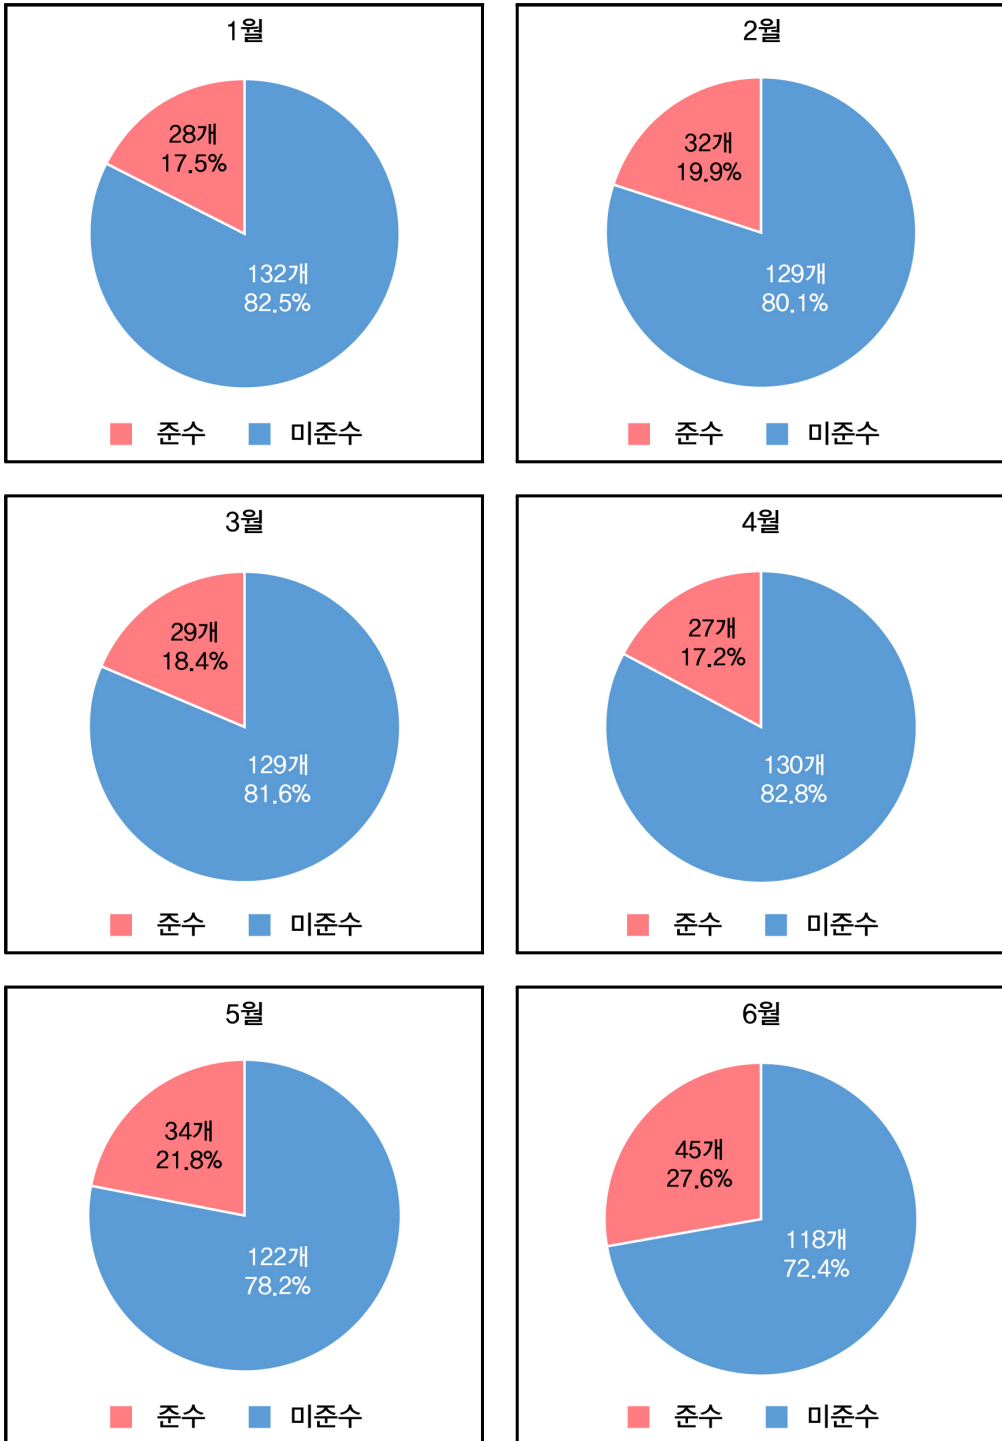 1월
28개
17.5%
132개
82.5%
준수 미준수
2월
32개
19.9%
129개
80.1%
준수 미준수
3월
29개
18.4%
129개
81.6%
준수 미준수
4월
27개
17.2%
130개
82.8%
준수 미준수
5월
34개
21.8%
122개
78.2%
준수 미준수
6월
45개
27.6%
118개
72.4%
준수 미준수